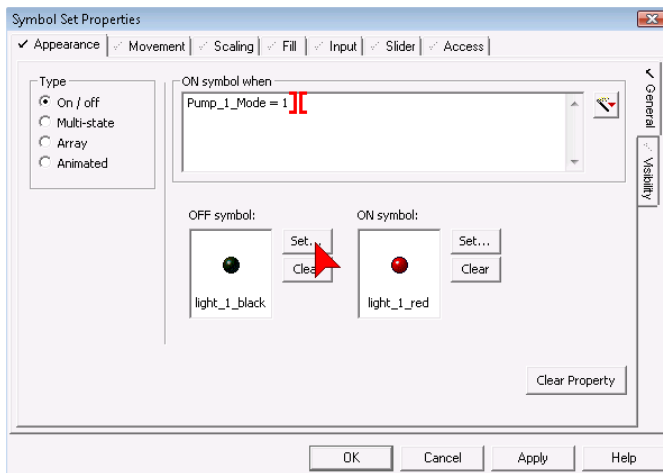 Symbol Set Properties
Appearance Movement Scaling Fill Input Slider Access
Type
On / off
Multi-state
Array
Animated
ON symbol when
Pump_1_Mode = 1
General
Visibility
OFF symbol: ON symbol:
Set... Set...
Clear Clear
light_1_black light_1_red
Clear Property
OK Cancel Apply Help